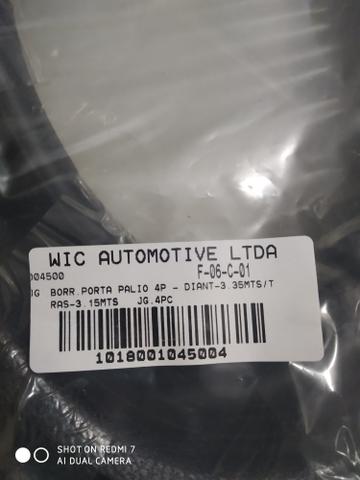 WIC AUTOMOTIVE LTDA
004500 F-06-C-01
JG BORR.PORTA PALIO 4P - DIANT-3.35MTS/T
RAS-3.15MTS JG.4PC
1018001045004
SHOT ON REDMI 7
AI DUAL CAMERA